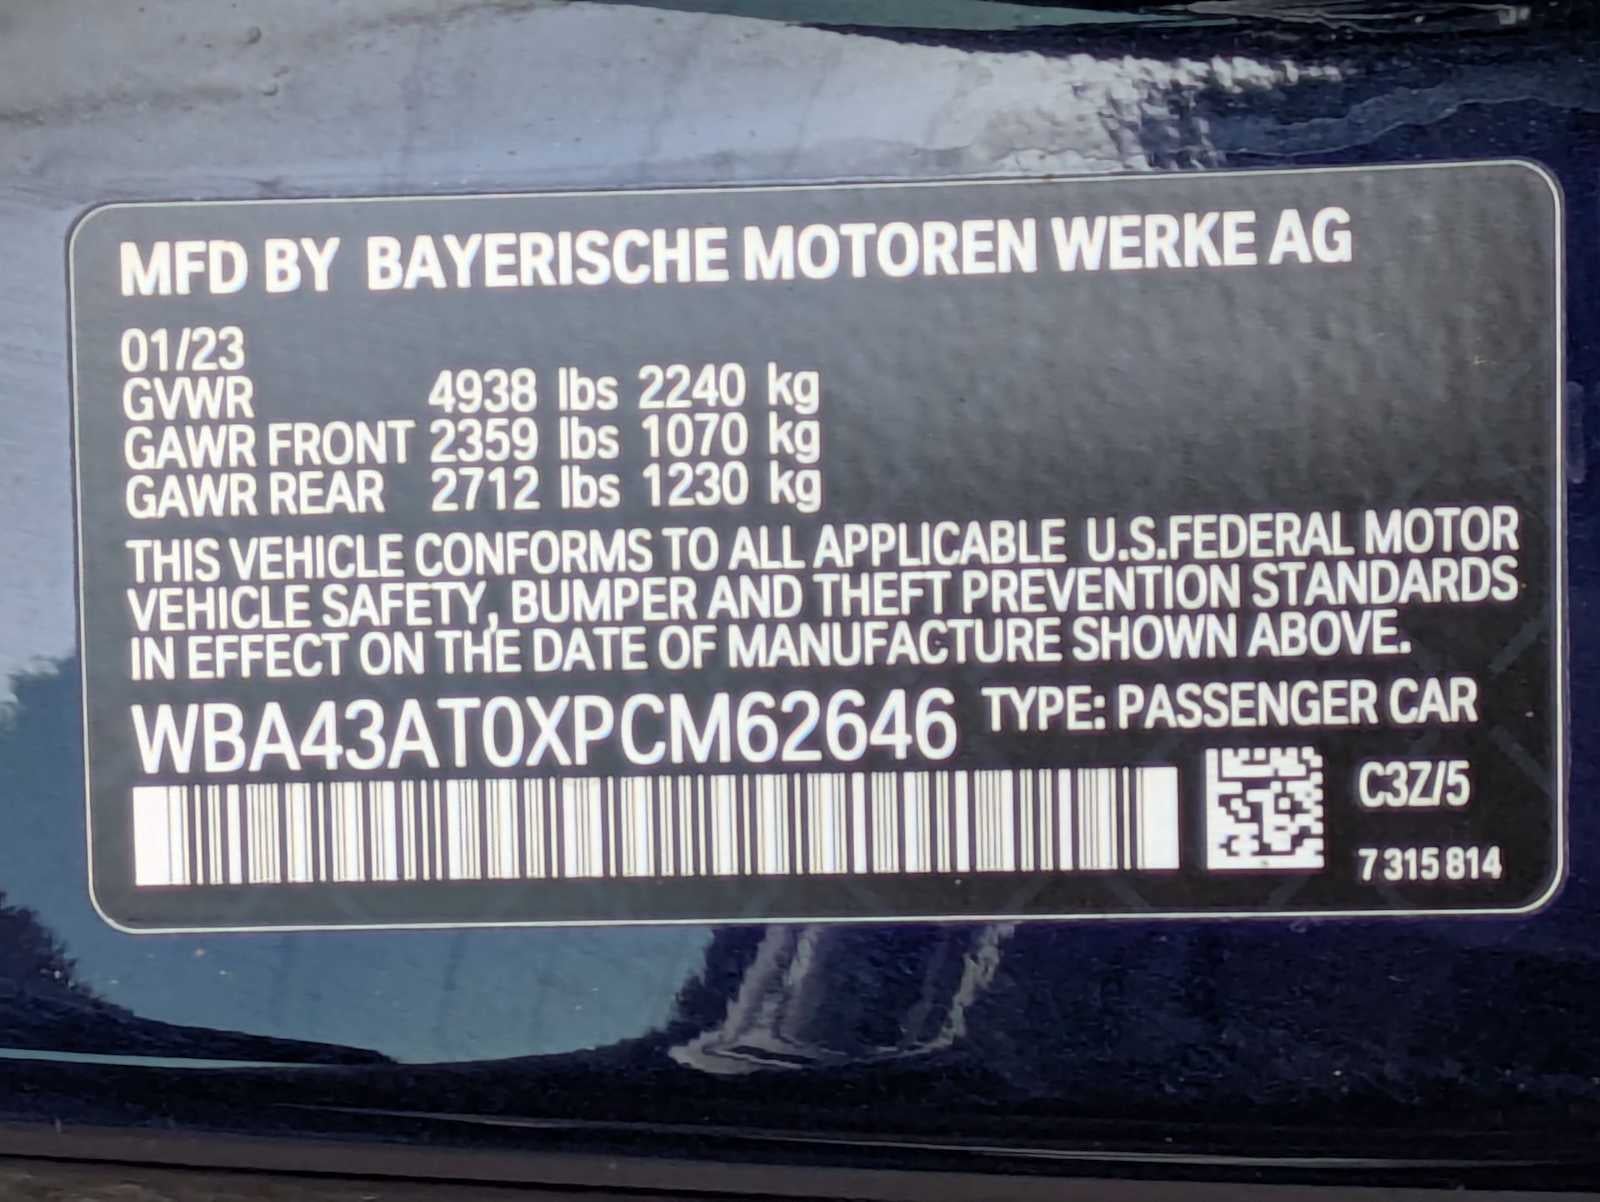 MFD BY BAYERISCHE MOTOREN WERKE AG
01/23
GVWR 4938 lbs 2240 kg
GAWR FRONT 2359 lbs 1070 kg
GAWR REAR 2712 lbs 1230 kg
THIS VEHICLE CONFORMS TO ALL APPLICABLE U.S.FEDERAL MOTOR
VEHICLE SAFETY, BUMPER AND THEFT PREVENTION STANDARDS
IN EFFECT ON THE DATE OF MANUFACTURE SHOWN ABOVE.
WBA43AT0XPCM62646 TYPE: PASSENGER CAR
C3Z/5
7 315 814